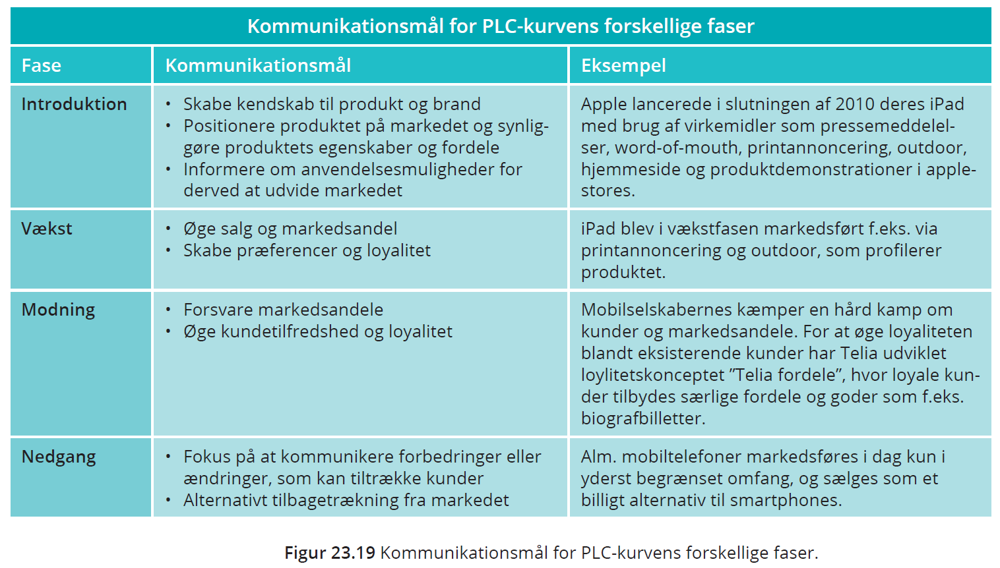 Kommunikationsmål for PLC-kurvens forskellige faser
Fase
Kommunikationsmål
Eksempel
Introduktion
• Skabe kendskab til produkt og brand
• Positionere produktet på markedet og synlig-
gøre produktets egenskaber og fordele
• Informere om anvendelsesmuligheder for
derved at udvide markedet
Apple lancerede i slutningen af 2010 deres iPad
med brug af virkemidler som pressemeddelel-
ser, word-of-mouth, printannoncering, outdoor,
hjemmeside og produktdemonstrationer i apple-
stores.
Vækst
• Øge salg og markedsandel
• Skabe præferencer og loyalitet
iPad blev i vækstfasen markedsført f.eks. via
printannoncering og outdoor, som profilerer
produktet.
Modning
• Forsvare markedsandele
• Øge kundetilfredshed og loyalitet
Mobilselskabernes kæmper en hård kamp om
kunder og markedsandele. For at øge loyaliteten
blandt eksisterende kunder har Telia udviklet
loylitetskonceptet ”Telia fordele”, hvor loyale kun-
der tilbydes særlige fordele og goder som f.eks.
biografbilletter.
Nedgang
• Fokus på at kommunikere forbedringer eller
ændringer, som kan tiltrække kunder
• Alternativt tilbagetrækning fra markedet
Alm. mobiltelefoner markedsføres i dag kun i
yderst begrænset omfang, og sælges som et
billigt alternativ til smartphones.
Figur 23.19 Kommunikationsmål for PLC-kurvens forskellige faser.